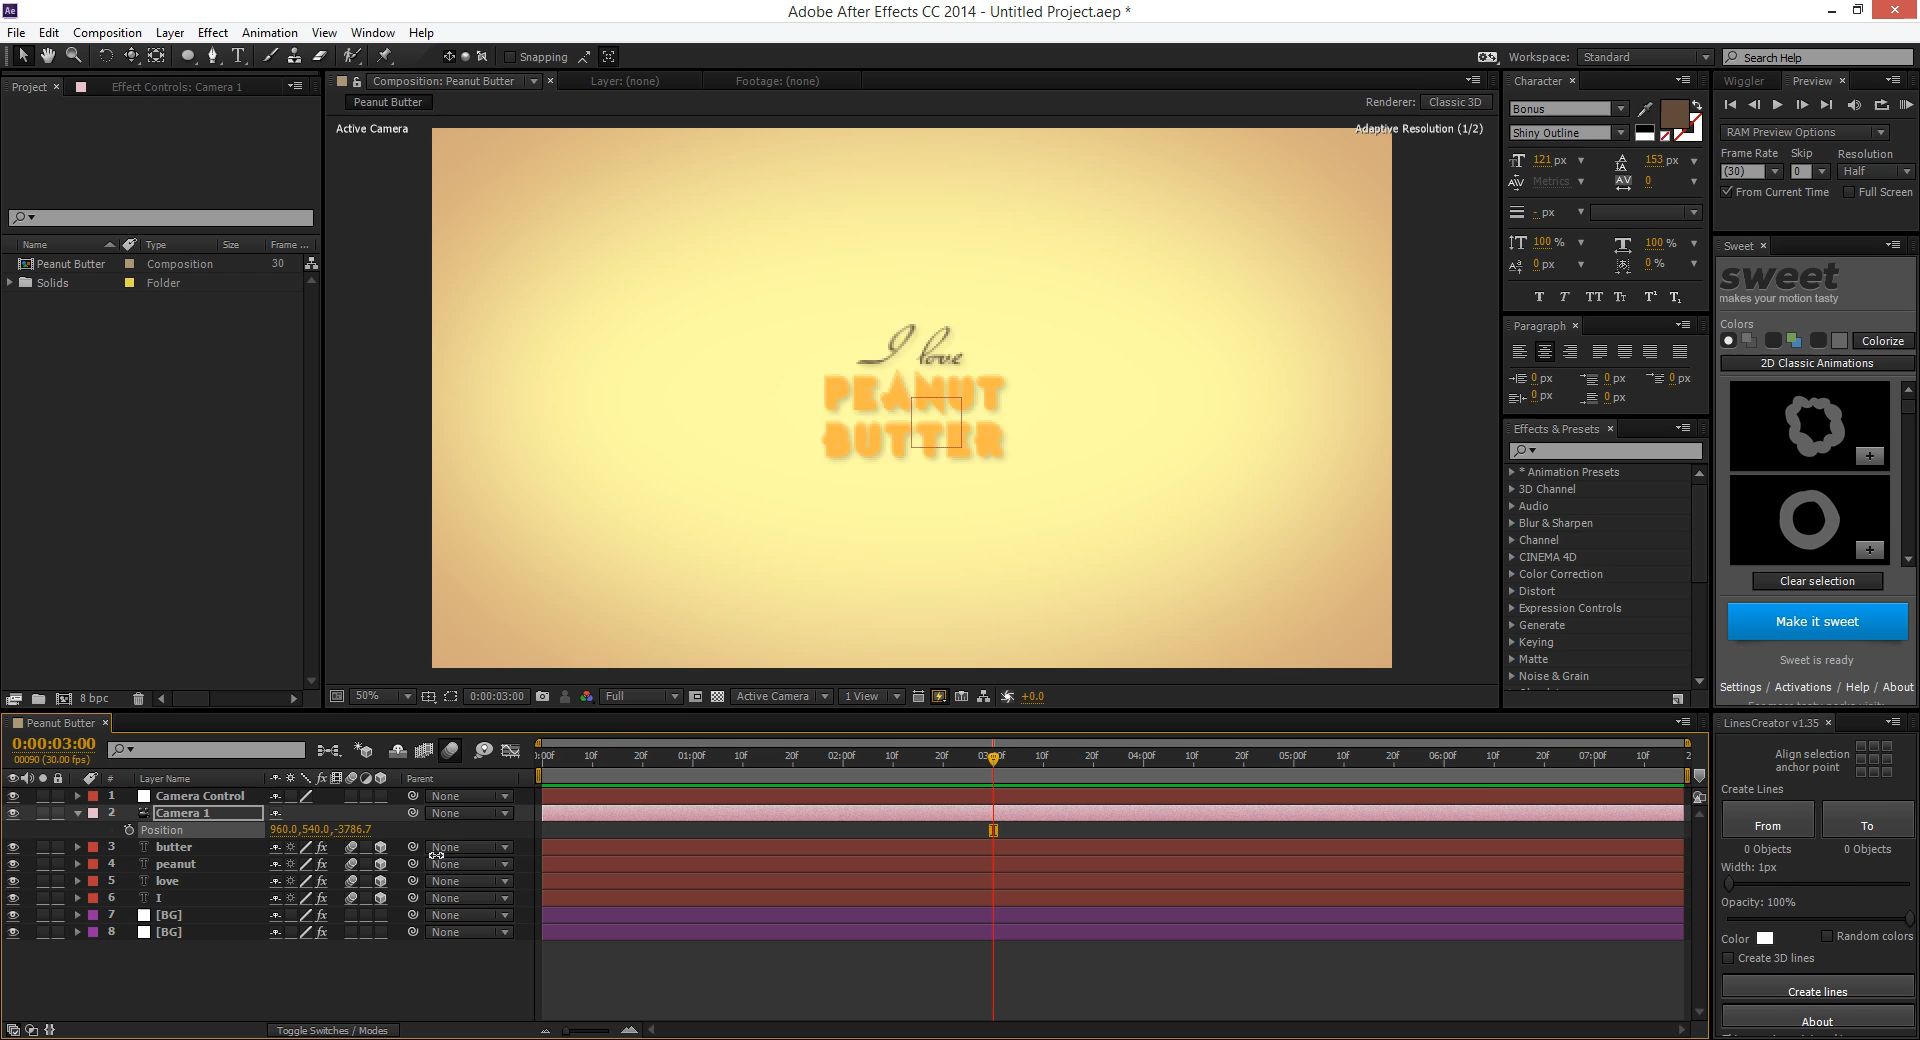 Ae
Adobe After Effects CC 2014 - Untitled Project.aep *
File Edit Composition Layer Effect Animation View Window Help
Snapping
Workspace: Standard
Search Help
Project × Effect Controls: Camera 1
Composition: Peanut Butter × Layer: (none) Footage: (none)
Peanut Butter
Renderer: Classic 3D
Active Camera
Adaptive Resolution (1/2)
I love
PEANUT
BUTTER
Name Type Size Frame ...
Peanut Butter Composition 30
Solids Folder
8 bpc
50% 0:00:03:00 Full Active Camera 1 View +0.0
Character ×
Bonus
Shiny Outline
121 px 153 px
Metrics 0
- px
100 % 100 %
0 px 0 %
T T TT Tт T¹ T₁
Paragraph ×
0 px 0 px 0 px
0 px 0 px
Effects & Presets ×
* Animation Presets
3D Channel
Audio
Blur & Sharpen
Channel
CINEMA 4D
Color Correction
Distort
Expression Controls
Generate
Keying
Matte
Noise & Grain
Wiggler Preview ×
RAM Preview Options
Frame Rate Skip Resolution
(30) 0 Half
From Current Time Full Screen
Sweet ×
sweet
makes your motion tasty
Colors
Colorize
2D Classic Animations
+
+
Clear selection
Make it sweet
Sweet is ready
Settings / Activations / Help / About
Peanut Butter ×
0:00:03:00
00090 (30.00 fps)
:00f 10f 20f 01:00f 10f 20f 02:00f 10f 20f 03:00f 10f 20f 04:00f 10f 20f 05:00f 10f 20f 06:00f 10f 20f 07:00f 10f 2
# Layer Name fx Parent
1 Camera Control None
2 Camera 1 None
Position 960.0,540.0,-3786.7
3 T butter fx None
4 T peanut fx None
5 T love fx None
6 T I fx None
7 [BG] fx None
8 [BG] fx None
Toggle Switches / Modes
LinesCreator v1.35 ×
Align selection
anchor point
Create Lines
From To
0 Objects 0 Objects
Width: 1px
Opacity: 100%
Color Random colors
Create 3D lines
Create lines
About